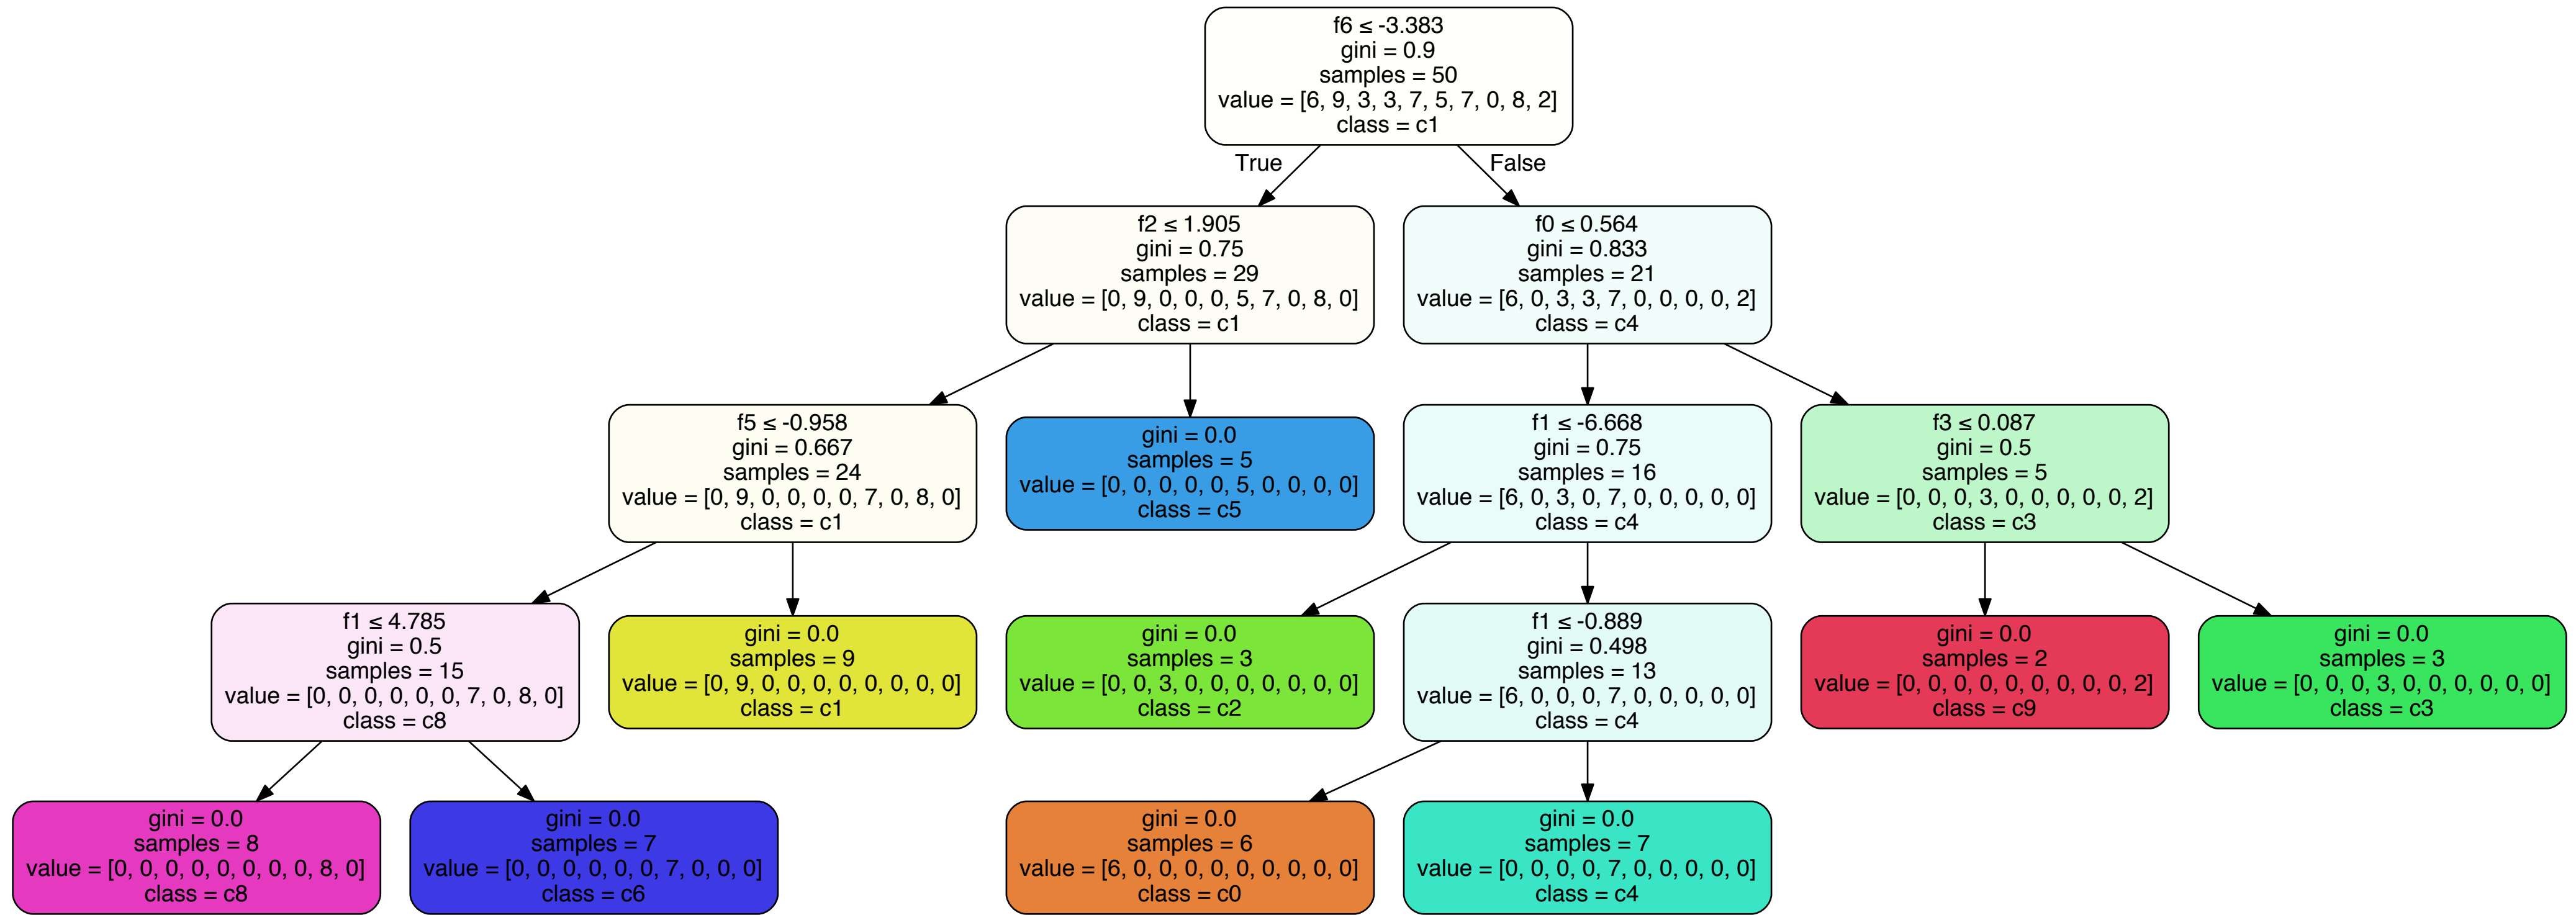 f6 ≤ -3.383
gini = 0.9
samples = 50
value = [6, 9, 3, 3, 7, 5, 7, 0, 8, 2]
class = c1
True
False
f2 ≤ 1.905
gini = 0.75
samples = 29
value = [0, 9, 0, 0, 0, 5, 7, 0, 8, 0]
class = c1
f0 ≤ 0.564
gini = 0.833
samples = 21
value = [6, 0, 3, 3, 7, 0, 0, 0, 0, 2]
class = c4
f5 ≤ -0.958
gini = 0.667
samples = 24
value = [0, 9, 0, 0, 0, 0, 7, 0, 8, 0]
class = c1
gini = 0.0
samples = 5
value = [0, 0, 0, 0, 0, 5, 0, 0, 0, 0]
class = c5
f1 ≤ -6.668
gini = 0.75
samples = 16
value = [6, 0, 3, 0, 7, 0, 0, 0, 0, 0]
class = c4
f3 ≤ 0.087
gini = 0.5
samples = 5
value = [0, 0, 0, 3, 0, 0, 0, 0, 0, 2]
class = c3
f1 ≤ 4.785
gini = 0.5
samples = 15
value = [0, 0, 0, 0, 0, 0, 7, 0, 8, 0]
class = c8
gini = 0.0
samples = 9
value = [0, 9, 0, 0, 0, 0, 0, 0, 0, 0]
class = c1
gini = 0.0
samples = 3
value = [0, 0, 3, 0, 0, 0, 0, 0, 0, 0]
class = c2
f1 ≤ -0.889
gini = 0.498
samples = 13
value = [6, 0, 0, 0, 7, 0, 0, 0, 0, 0]
class = c4
gini = 0.0
samples = 2
value = [0, 0, 0, 0, 0, 0, 0, 0, 0, 2]
class = c9
gini = 0.0
samples = 3
value = [0, 0, 0, 3, 0, 0, 0, 0, 0, 0]
class = c3
gini = 0.0
samples = 8
value = [0, 0, 0, 0, 0, 0, 0, 0, 8, 0]
class = c8
gini = 0.0
samples = 7
value = [0, 0, 0, 0, 0, 0, 7, 0, 0, 0]
class = c6
gini = 0.0
samples = 6
value = [6, 0, 0, 0, 0, 0, 0, 0, 0, 0]
class = c0
gini = 0.0
samples = 7
value = [0, 0, 0, 0, 7, 0, 0, 0, 0, 0]
class = c4